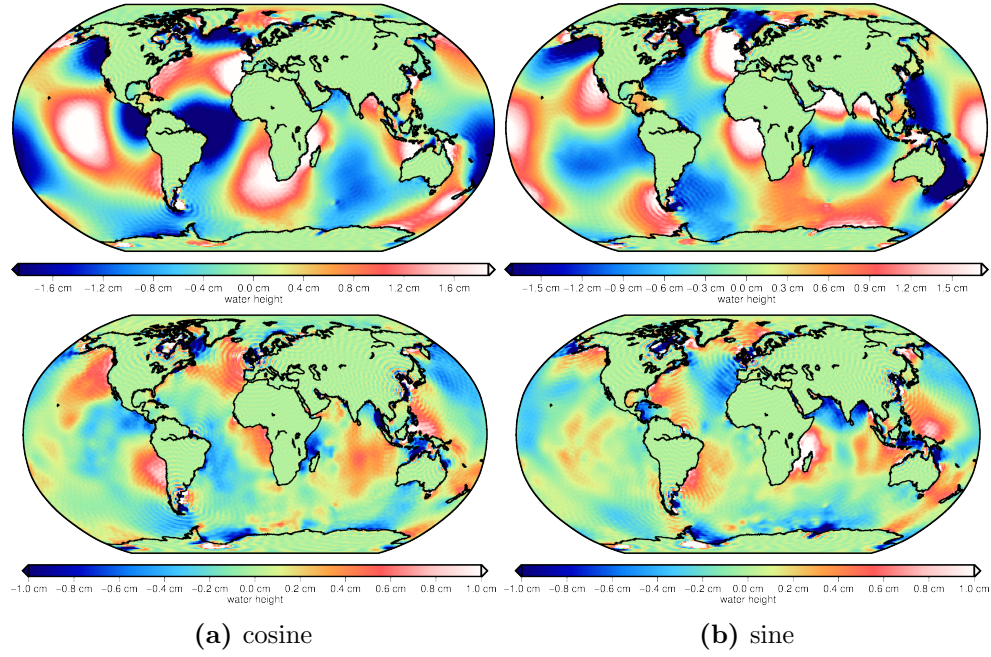 −1.6 cm −1.2 cm −0.8 cm −0.4 cm 0.0 cm 0.4 cm 0.8 cm 1.2 cm 1.6 cm
water height
−1.5 cm −1.2 cm −0.9 cm −0.6 cm −0.3 cm 0.0 cm 0.3 cm 0.6 cm 0.9 cm 1.2 cm 1.5 cm
water height
−1.0 cm −0.8 cm −0.6 cm −0.4 cm −0.2 cm 0.0 cm 0.2 cm 0.4 cm 0.6 cm 0.8 cm 1.0 cm
water height
−1.0 cm −0.8 cm −0.6 cm −0.4 cm −0.2 cm 0.0 cm 0.2 cm 0.4 cm 0.6 cm 0.8 cm 1.0 cm
water height
(a) cosine
(b) sine